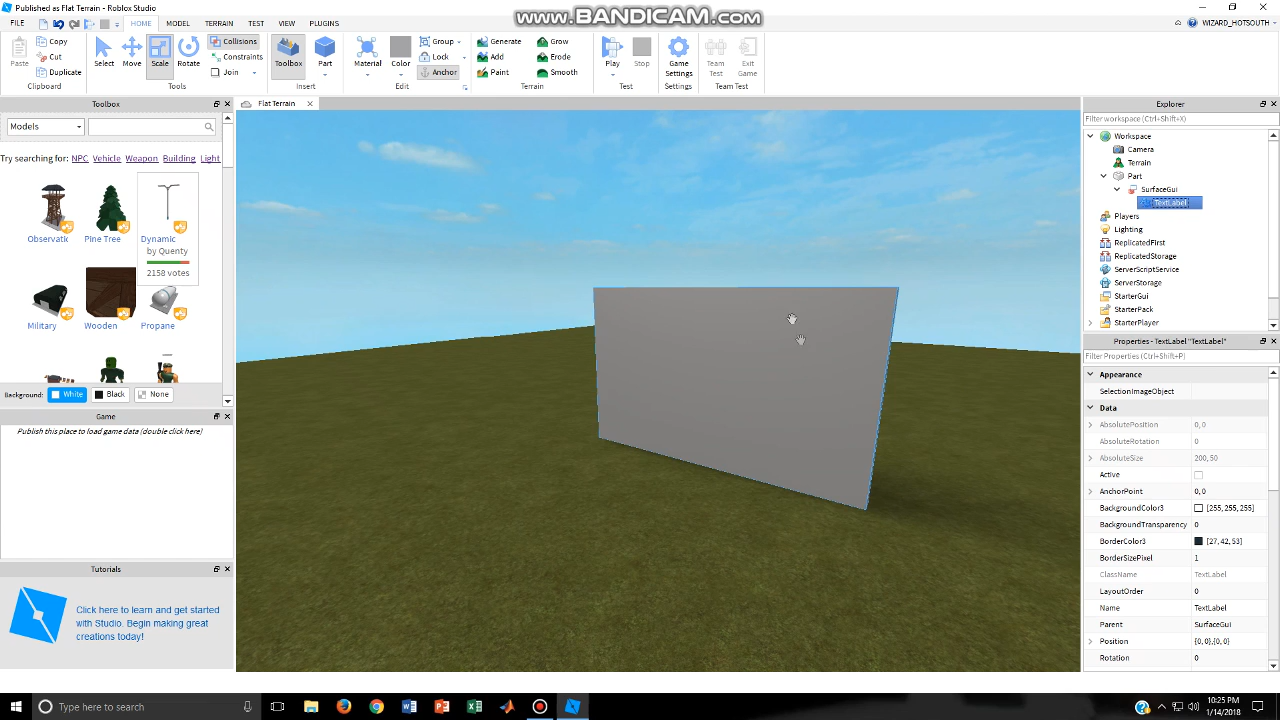 Published as Flat Terrain - Roblox Studio
www.BANDICAM.com
FILE HOME MODEL TERRAIN TEST VIEW PLUGINS
WIZARD_HOTSOUTH
Paste
Copy
Cut
Duplicate
Clipboard
Select Move Scale Rotate
Collisions
Constraints
Join
Tools
Toolbox Part
Insert
Material Color
Group
Lock
Anchor
Edit
Generate Grow
Add Erode
Paint Smooth
Terrain
Play Stop
Test
Game Settings
Settings
Team Test
Exit Game
Team Test
Toolbox
Models
Try searching for: NPC Vehicle Weapon Building Light
Observatk Pine Tree Dynamic
by Quenty
2158 votes
Military Wooden Propane
Background: White Black None
Game
Publish this place to load game data (double click here)
Tutorials
Click here to learn and get started
with Studio. Begin making great
creations today!
Flat Terrain
Explorer
Filter workspace (Ctrl+Shift+X)
Workspace
Camera
Terrain
Part
SurfaceGui
TextLabel
Players
Lighting
ReplicatedFirst
ReplicatedStorage
ServerScriptService
ServerStorage
StarterGui
StarterPack
StarterPlayer
Properties - TextLabel "TextLabel"
Filter Properties (Ctrl+Shift+P)
Appearance
SelectionImageObject
Data
AbsolutePosition 0, 0
AbsoluteRotation 0
AbsoluteSize 200, 50
Active
AnchorPoint 0, 0
BackgroundColor3 [255, 255, 255]
BackgroundTransparency 0
BorderColor3 [27, 42, 53]
BorderSizePixel 1
ClassName TextLabel
LayoutOrder 0
Name TextLabel
Parent SurfaceGui
Position {0, 0},{0, 0}
Rotation 0
Type here to search
10:25 PM
1/14/2018